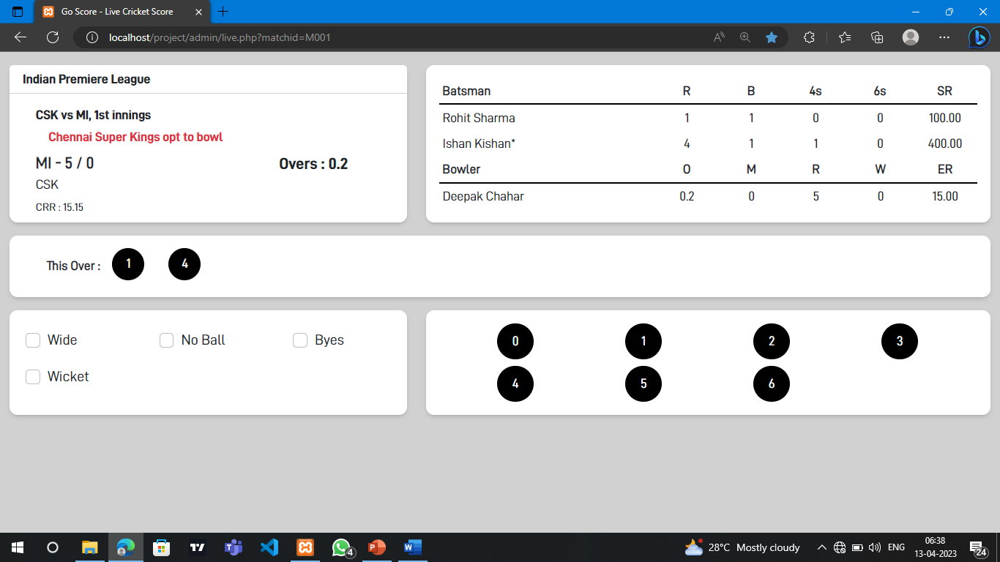 Go Score - Live Cricket Score
localhost/project/admin/live.php?matchid=M001
Indian Premiere League
CSK vs MI, 1st innings
Chennai Super Kings opt to bowl
MI - 5 / 0 Overs : 0.2
CSK
CRR : 15.15
Batsman R B 4s 6s SR
Rohit Sharma 1 1 0 0 100.00
Ishan Kishan* 4 1 1 0 400.00
Bowler O M R W ER
Deepak Chahar 0.2 0 5 0 15.00
This Over : 1 4
Wide No Ball Byes
Wicket
0 1 2 3
4 5 6
4
28°C Mostly cloudy
ENG
06:38
13-04-2023
24